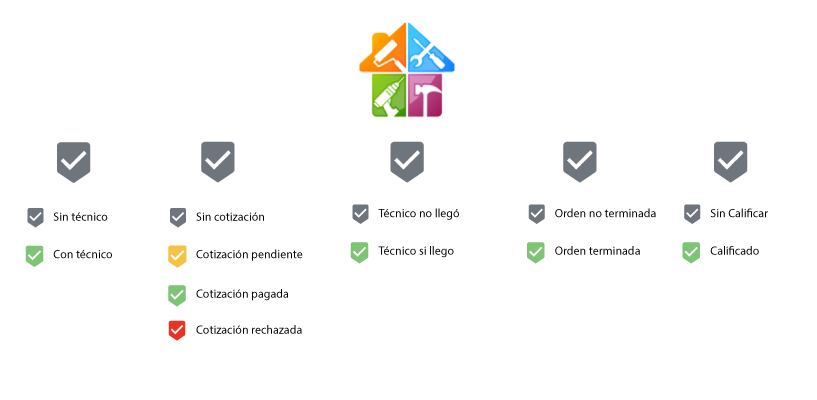 Sin técnico
Con técnico
Sin cotización
Cotización pendiente
Cotización pagada
Cotización rechazada
Técnico no llegó
Técnico si llego
Orden no terminada
Orden terminada
Sin Calificar
Calificado